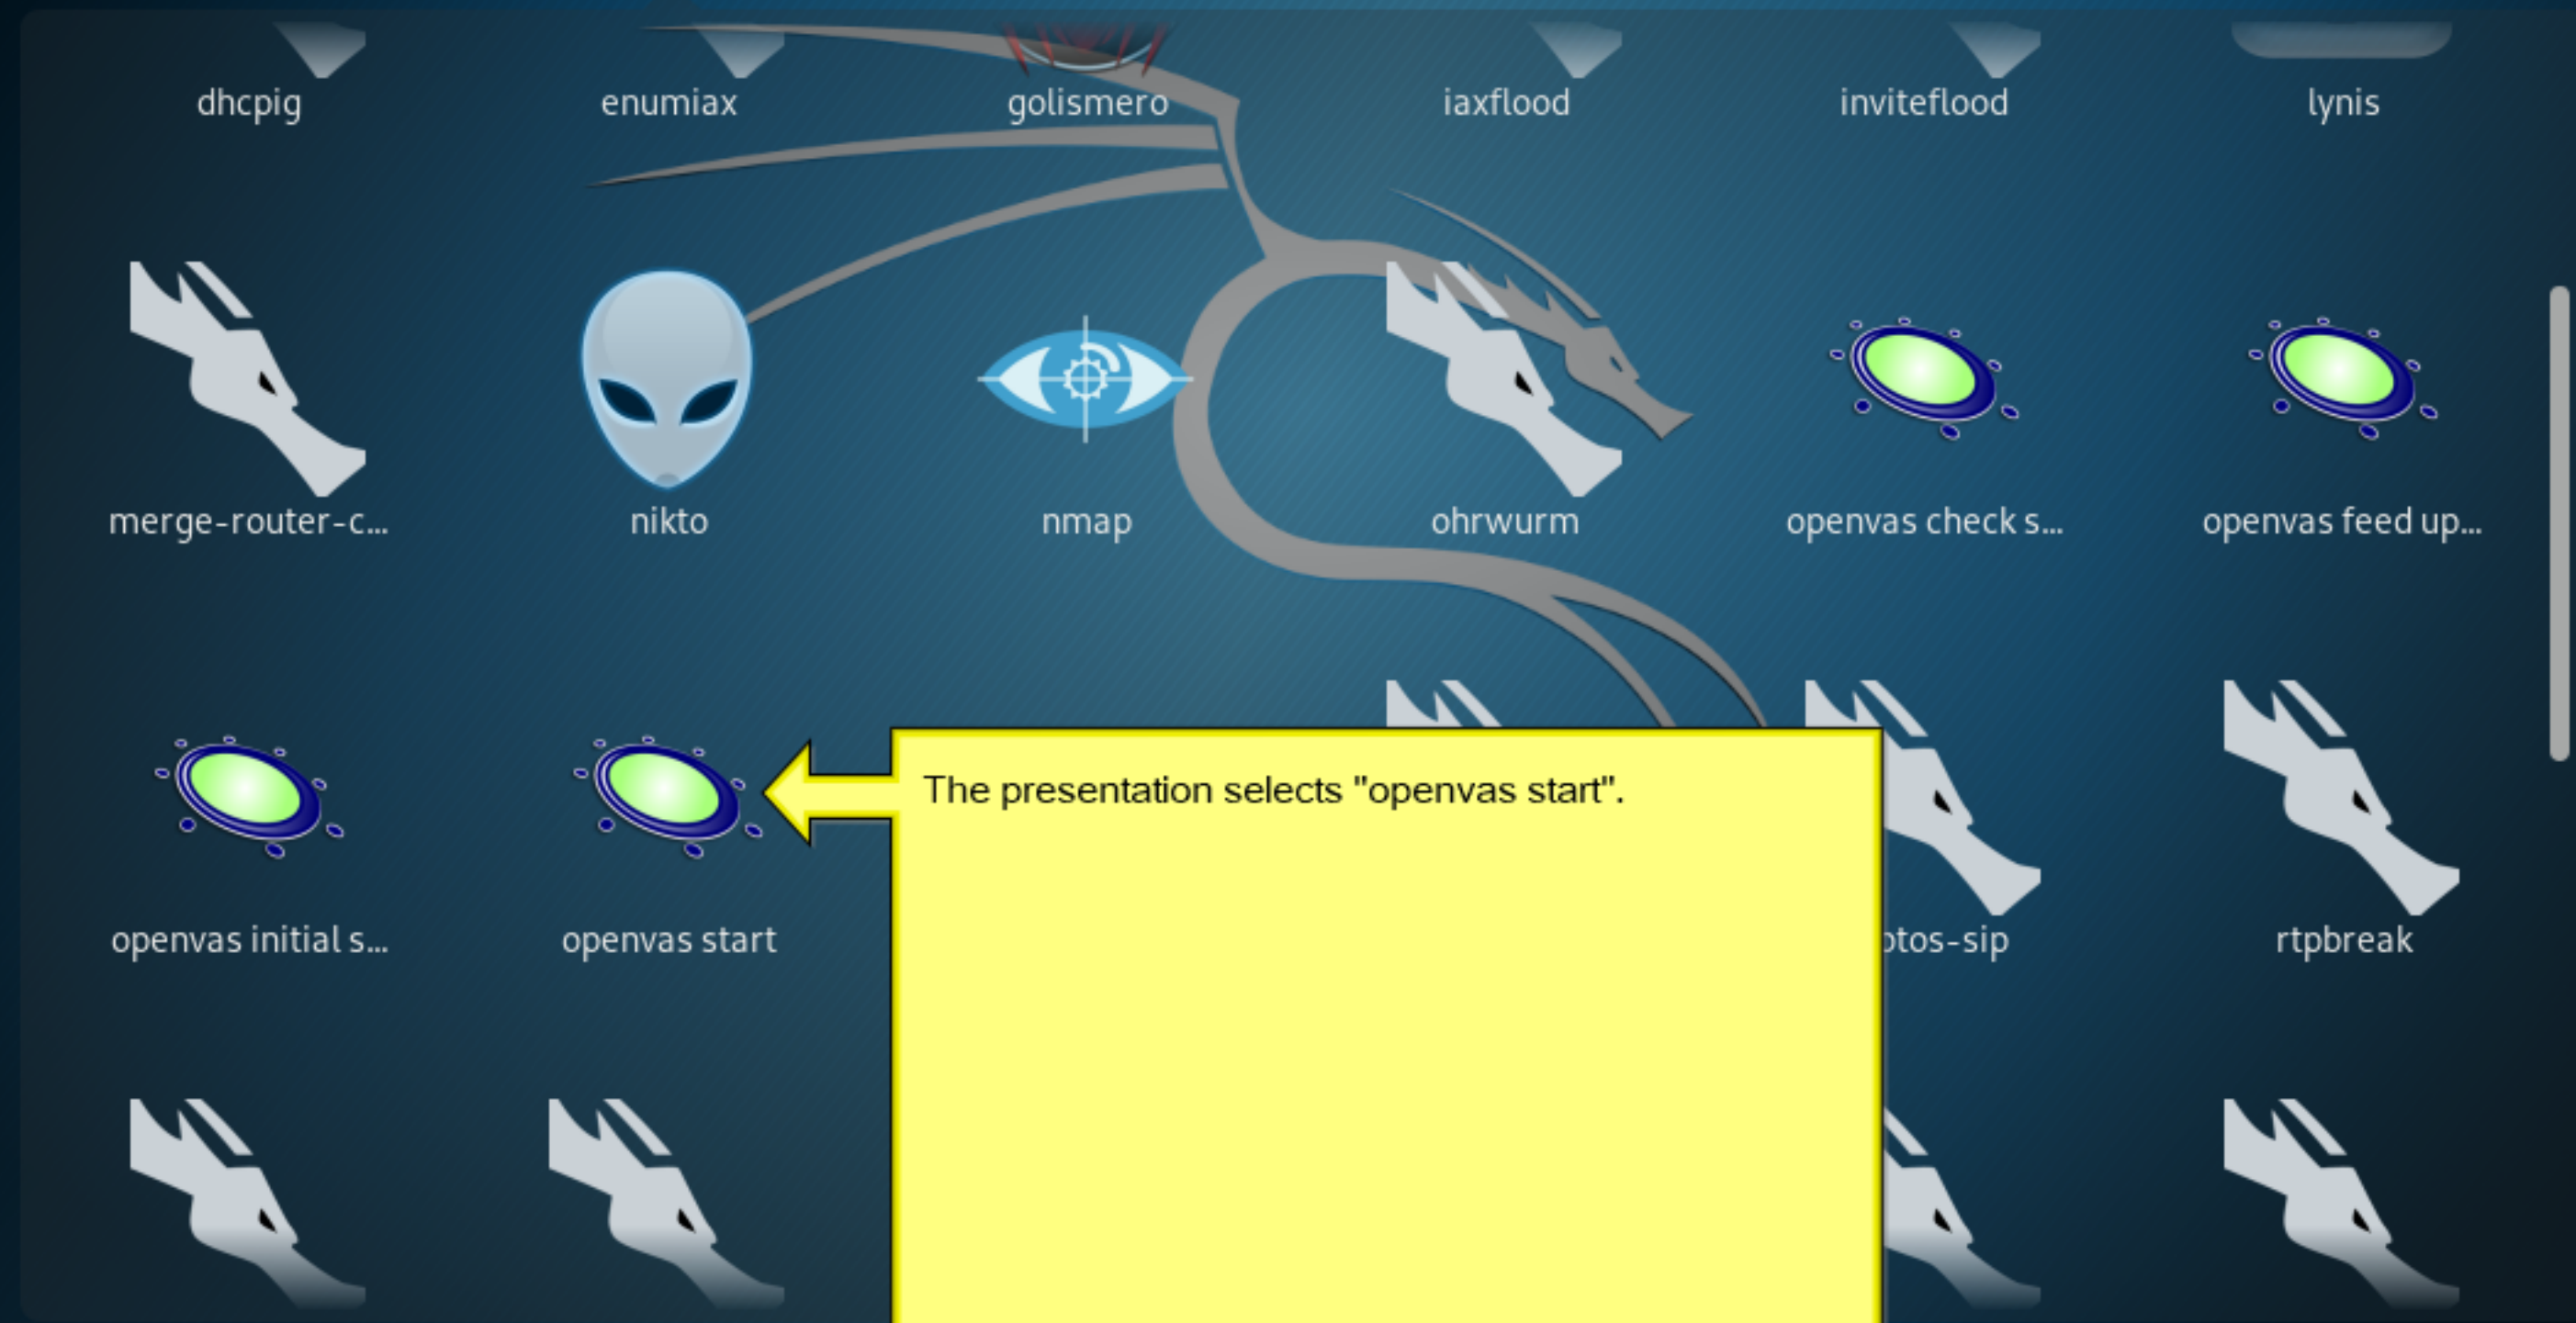 dhcpig
enumiax
golismero
iaxflood
inviteflood
lynis
merge-router-c...
nikto
nmap
ohrwurm
openvas check s...
openvas feed up...
The presentation selects "openvas start".
openvas initial s...
openvas start
otos-sip
rtpbreak